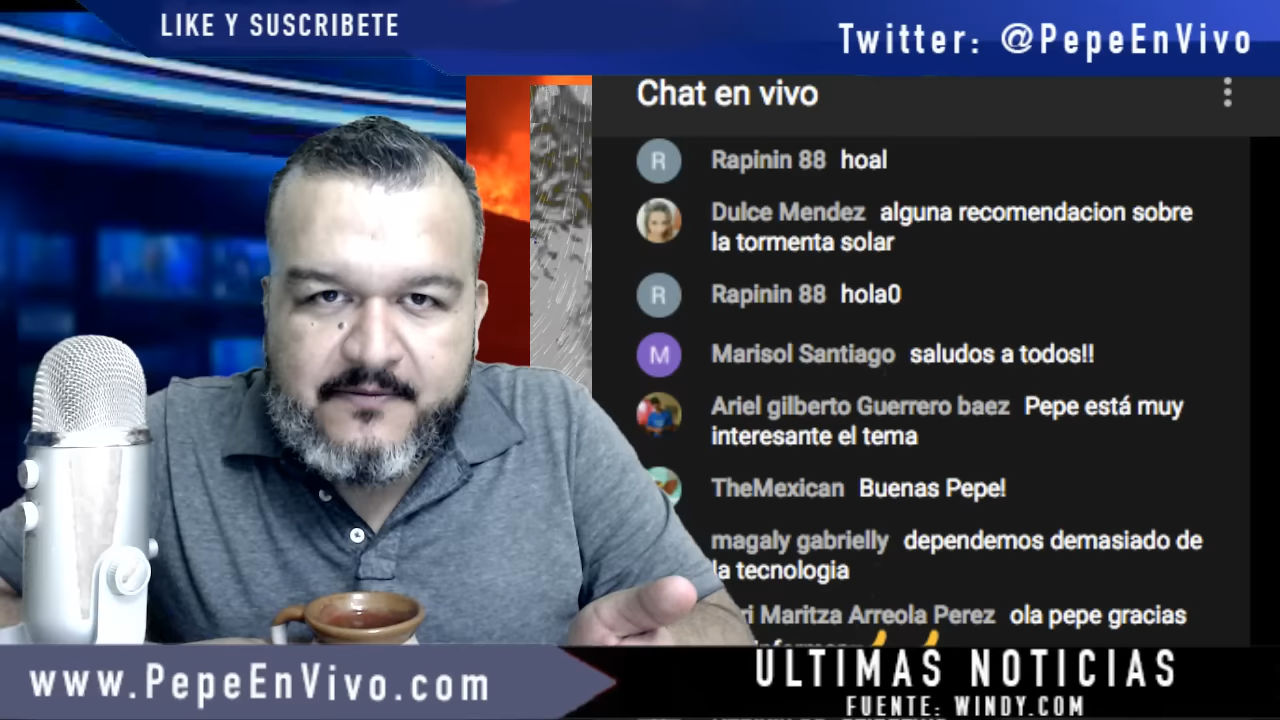 LIKE Y SUSCRIBETE
Twitter: @PepeEnVivo
Chat en vivo
R Rapinin 88 hoal
Dulce Mendez alguna recomendacion sobre
la tormenta solar
R Rapinin 88 hola0
M Marisol Santiago saludos a todos!!
Ariel gilberto Guerrero baez Pepe está muy
interesante el tema
TheMexican Buenas Pepe!
magaly gabrielly dependemos demasiado de
la tecnologia
Maritza Arreola Perez ola pepe gracias
www.PepeEnVivo.com
ULTIMAS NOTICIAS
FUENTE: WINDY.COM